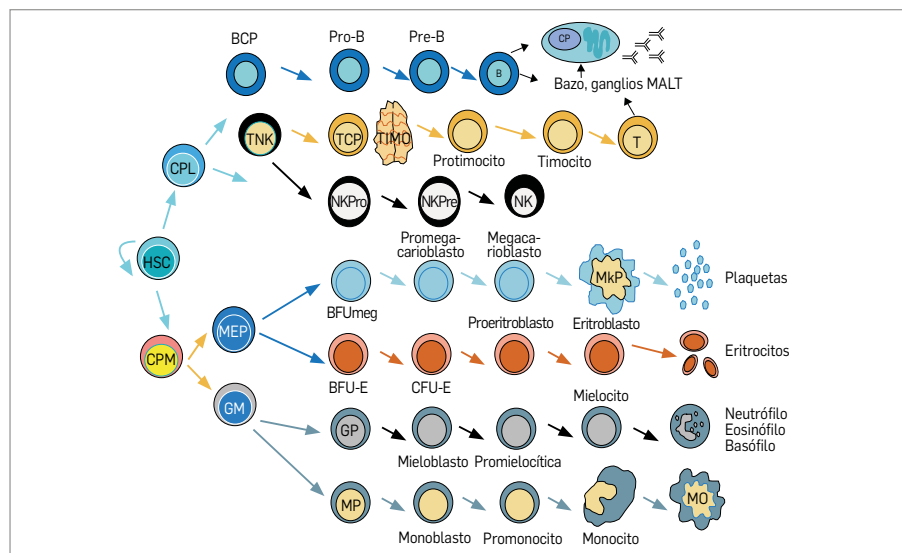 BCP
Pro-B
Pre-B
B
CP
Bazo, ganglios MALT
TNK
TCP
TIMO
Protimocito
Timocito
T
CPL
NKPro
NKPre
NK
HSC
Promega-
carioblasto
Megaca-
rioblasto
BFUmeg
MkP
Plaquetas
CPM
MEP
Proeritroblasto
Eritroblasto
BFU-E
CFU-E
Eritrocitos
GM
Mielocito
GP
Mieloblasto
Promielocítica
Neutrófilo
Eosinófilo
Basófilo
MP
Monoblasto
Promonocito
Monocito
MO